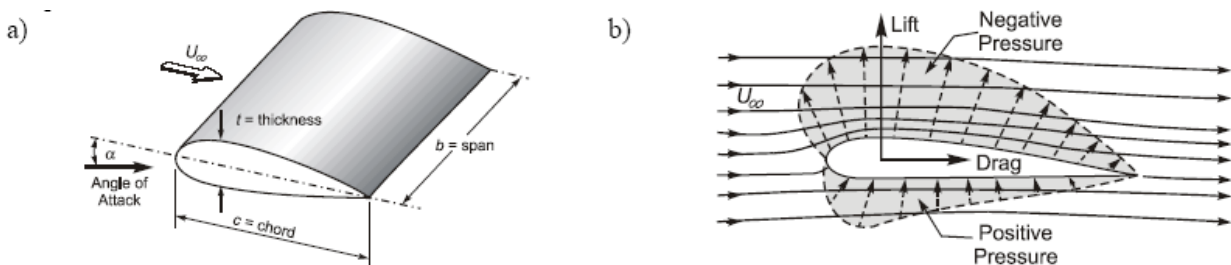 a)
U∞
t = thickness
α
Angle of
Attack
b = span
c = chord
b)
Lift
Negative
Pressure
U∞
Drag
Positive
Pressure